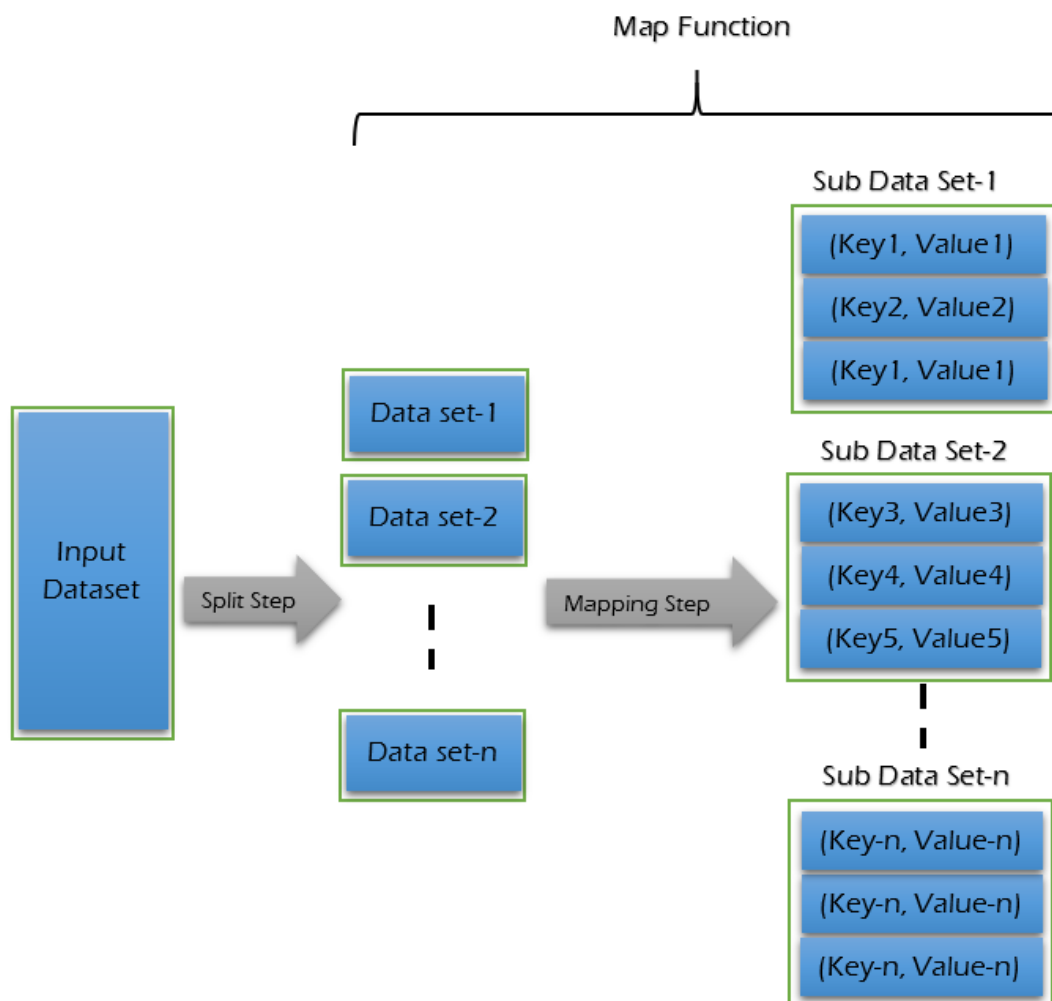 Map Function
Input
Dataset
Split Step
Data set-1
Data set-2
Data set-n
Mapping Step
Sub Data Set-1
(Key1, Value1)
(Key2, Value2)
(Key1, Value1)
Sub Data Set-2
(Key3, Value3)
(Key4, Value4)
(Key5, Value5)
Sub Data Set-n
(Key-n, Value-n)
(Key-n, Value-n)
(Key-n, Value-n)